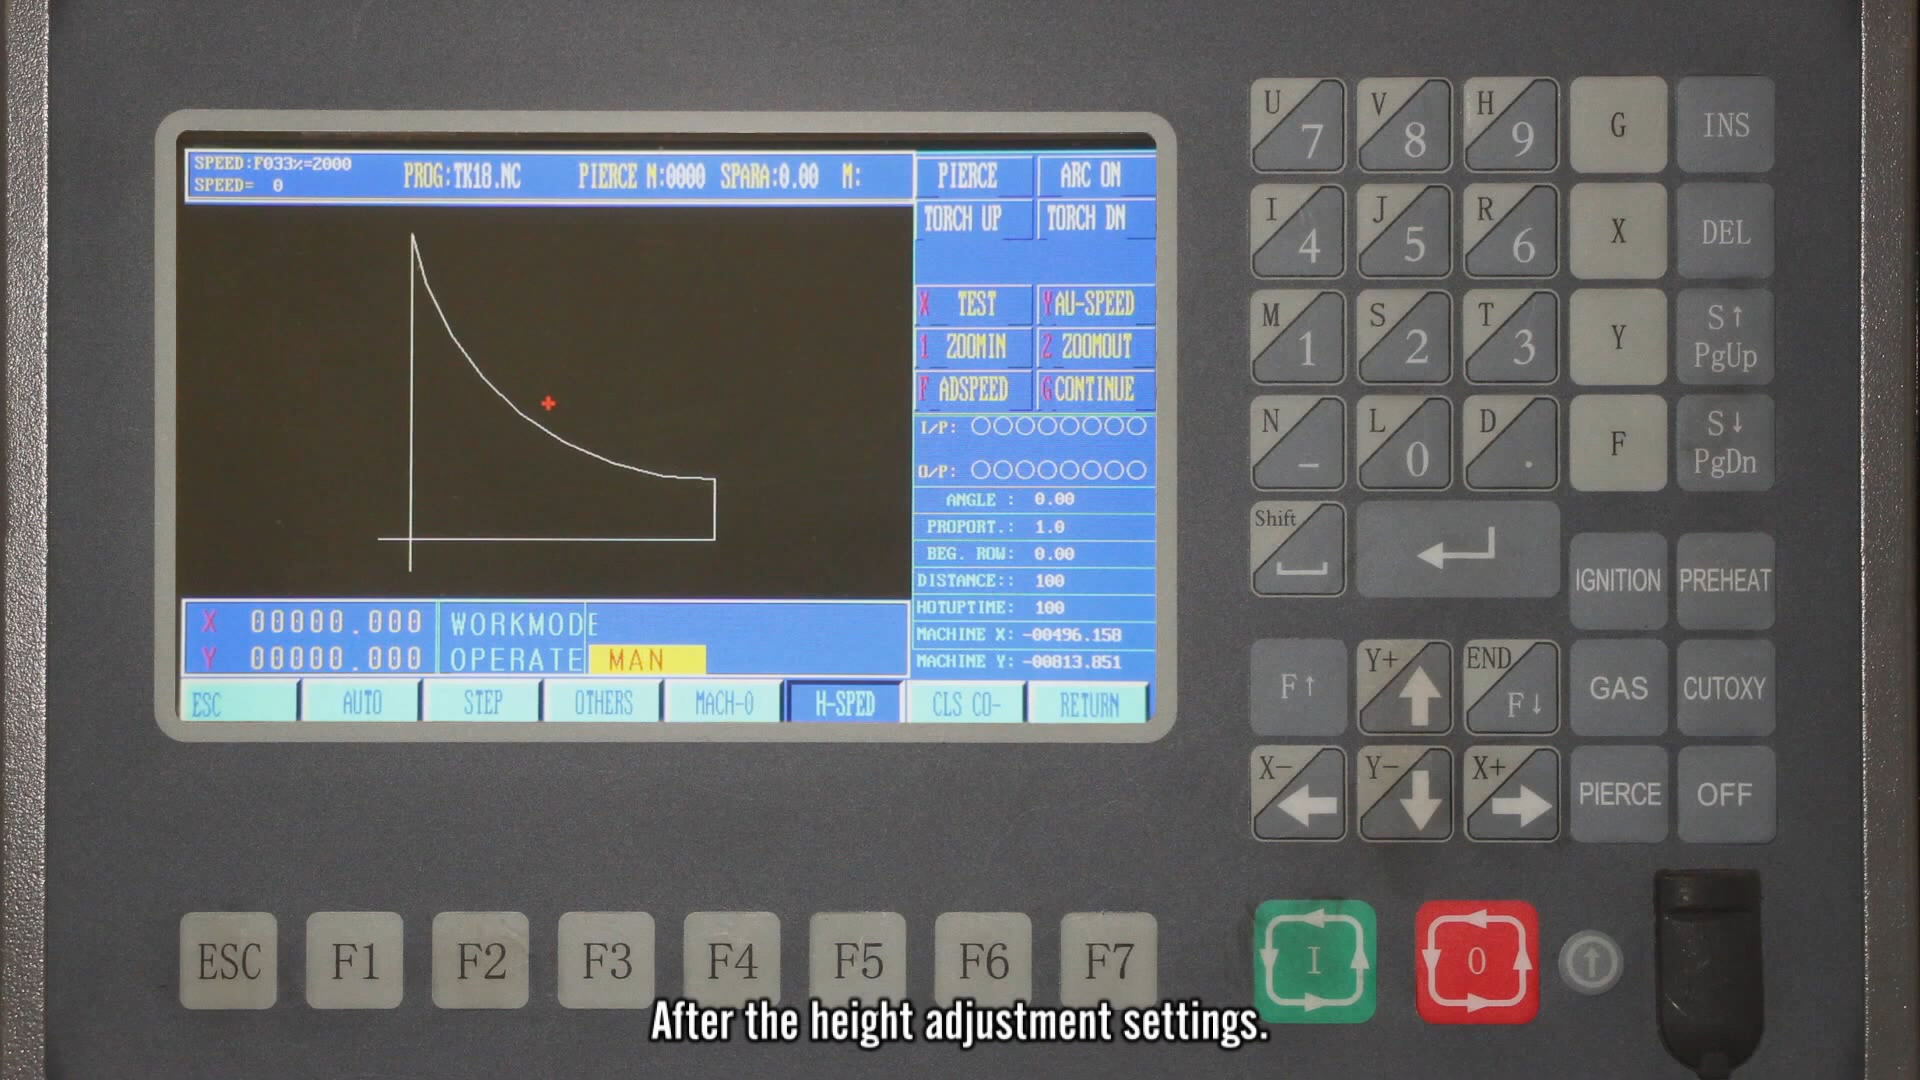 SPEED:F033%=2000
SPEED= 0
PROG:TK18.NC
PIERCE N:0000
SPARA:0.00
M:
PIERCE
ARC ON
TORCH UP
TORCH DN
X TEST
Y AU-SPEED
1 ZOOMIN
2 ZOOMOUT
F ADSPEED
G CONTINUE
I/P:
O/P:
ANGLE : 0.00
PROPORT.: 1.0
BEG. ROW: 0.00
DISTANCE:: 100
HOTUPTIME: 100
MACHINE X: -00496.158
MACHINE Y: -00813.851
X 00000.000
Y 00000.000
WORKMODE
OPERATE MAN
ESC
AUTO
STEP
OTHERS
MACH-0
H-SPED
CLS CO-
RETURN
U 7
V 8
H 9
G
INS
I 4
J 5
R 6
X
DEL
M 1
S 2
T 3
Y
S↑
PgUp
N -
L 0
D .
F
S↓
PgDn
Shift
IGNITION
PREHEAT
F↑
Y+
END
F↓
GAS
CUTOXY
X-
Y-
X+
PIERCE
OFF
ESC
F1
F2
F3
F4
F5
F6
F7
I
0
After the height adjustment settings.